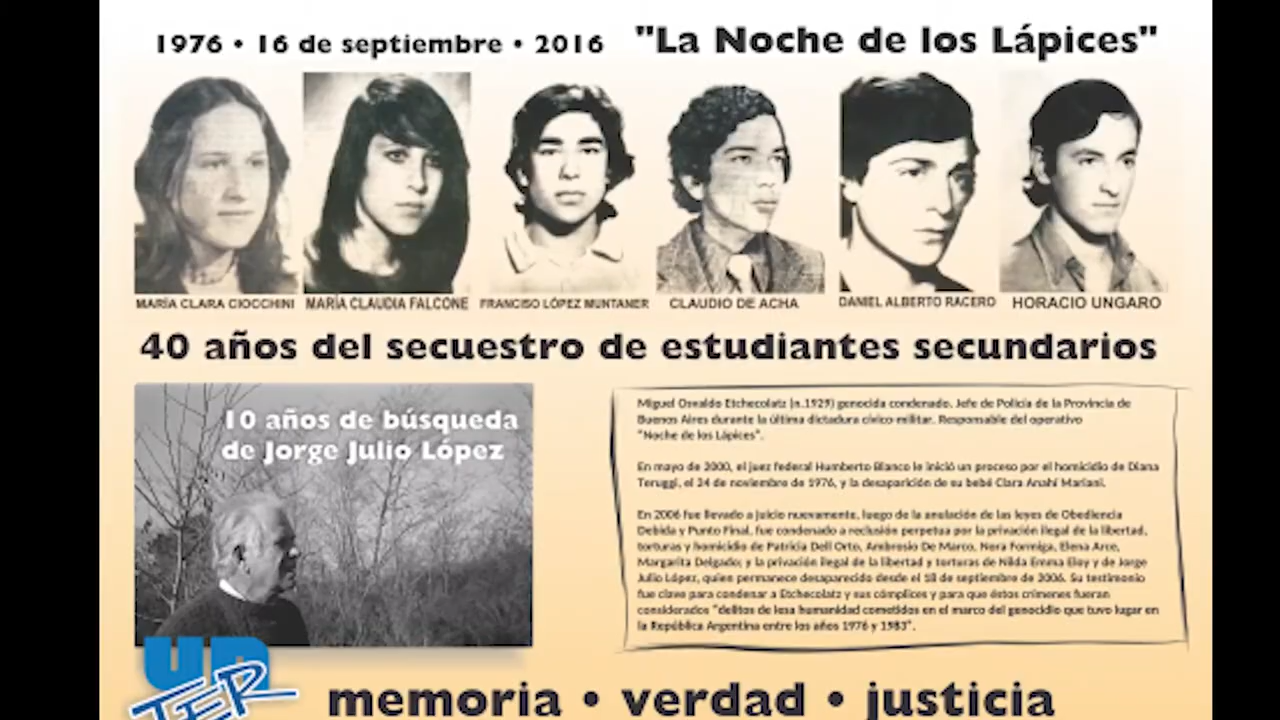 1976 • 16 de septiembre • 2016 "La Noche de los Lápices"
MARÍA CLARA CIOCCHINI
MARÍA CLAUDIA FALCONE
FRANCISO LÓPEZ MUNTANER
CLAUDIO DE ACHA
DANIEL ALBERTO RACERO
HORACIO UNGARO
40 años del secuestro de estudiantes secundarios
10 años de búsqueda
de Jorge Julio López
Miguel Osvaldo Etchecolatz (n.1929) genocida condenado. Jefe de Policía de la Provincia de
Buenos Aires durante la última dictadura cívico-militar. Responsable del operativo
"Noche de los Lápices".
En mayo de 2000, el juez federal Humberto Blanco le inició un proceso por el homicidio de Diana
Teruggi, el 24 de noviembre de 1976, y la desaparición de su bebé Clara Anahí Mariani.
En 2006 fue llevado a juicio nuevamente, luego de la anulación de las leyes de Obediencia
Debida y Punto Final, fue condenado a reclusión perpetua por la privación ilegal de la libertad,
torturas y homicidio de Patricia Dell Orto, Ambrosio De Marco, Nora Formiga, Elena Arce,
Margarita Delgado; y la privación ilegal de la libertad y torturas de Nilda Emma Eloy y de Jorge
Julio López, quien permanece desaparecido desde el 18 de septiembre de 2006. Su testimonio
fue clave para condenar a Etchecolatz y sus cómplices y para que éstos crímenes fueran
considerados "delitos de lesa humanidad cometidos en el marco del genocidio que tuvo lugar en
la República Argentina entre los años 1976 y 1983".
UN
TER
memoria • verdad • justicia